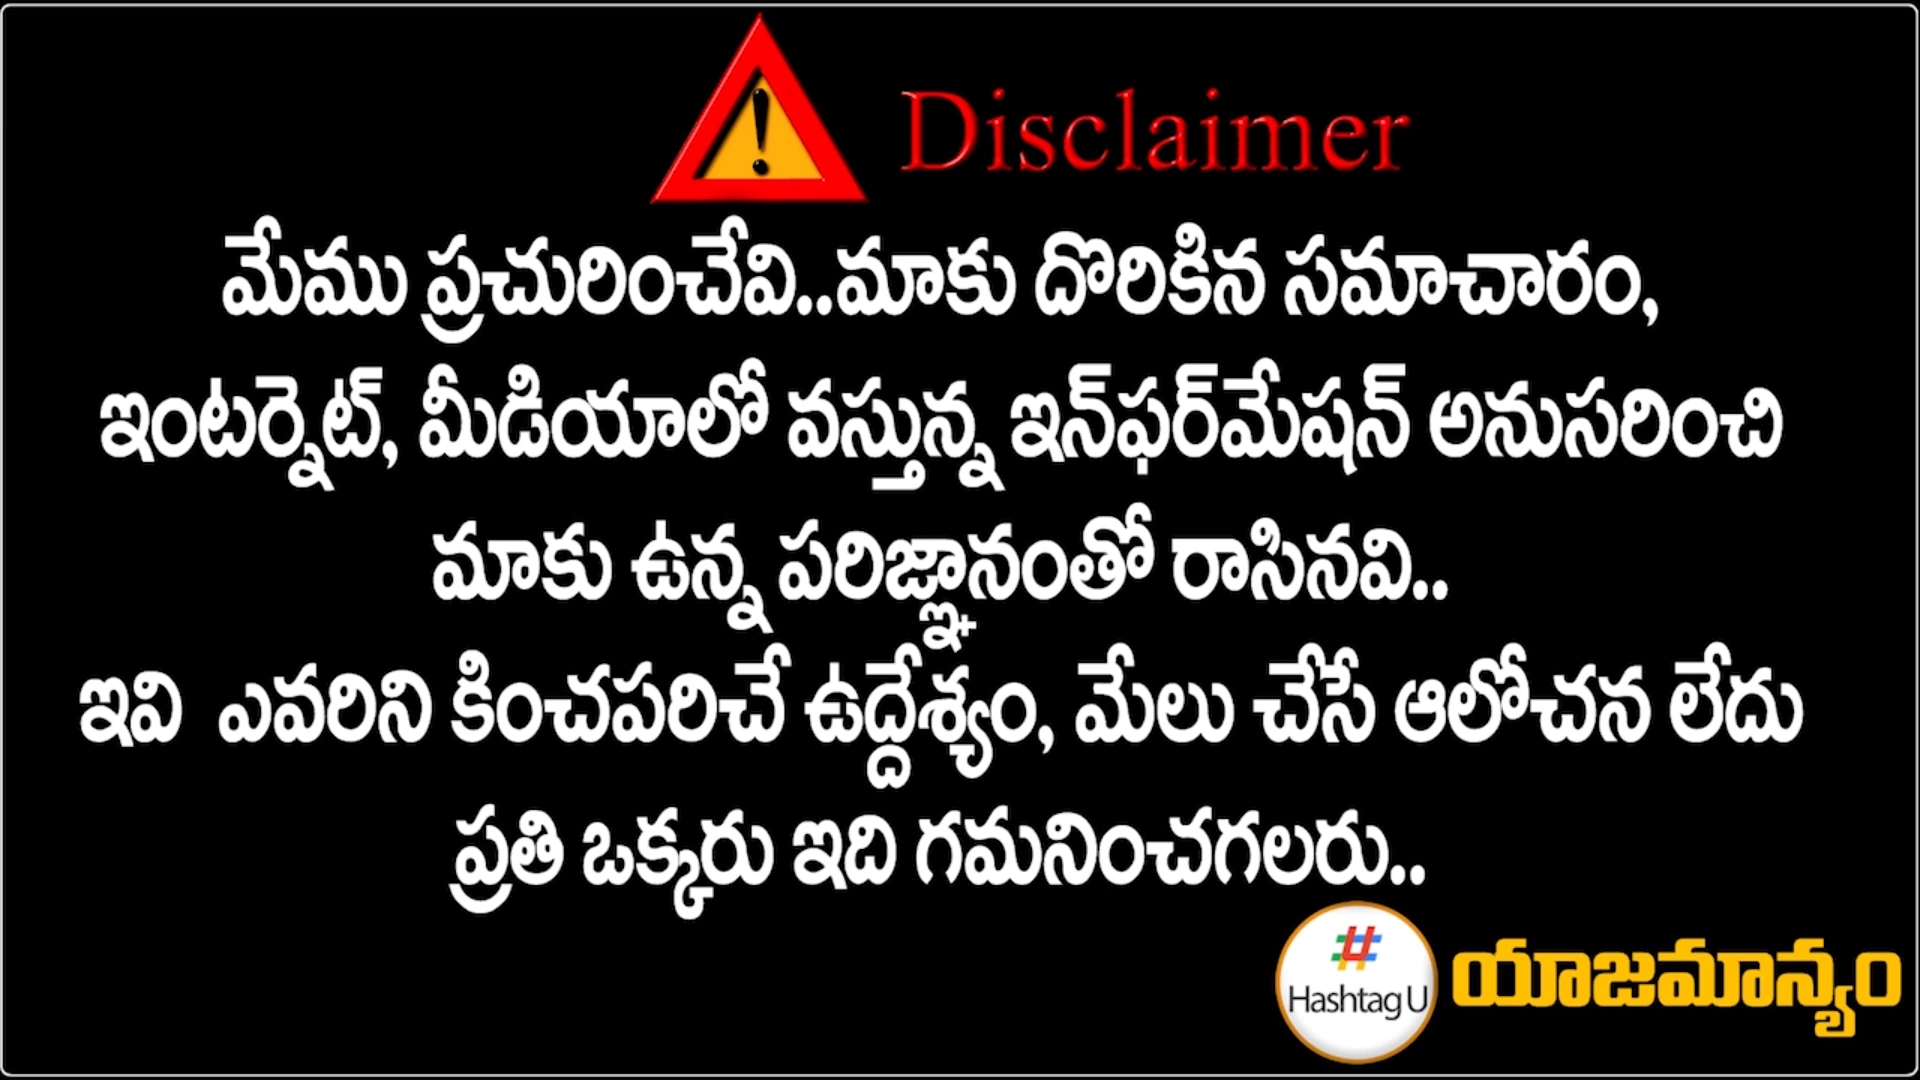 Disclaimer
మేము ప్రచురించేవి..మాకు దొరికిన సమాచారం,
ఇంటర్నెట్, మీడియాలో వస్తున్న ఇన్‌ఫర్‌మేషన్ అనుసరించి
మాకు ఉన్న పరిజ్ఞానంతో రాసినవి..
ఇవి ఎవరిని కించపరిచే ఉద్దేశ్యం, మేలు చేసే ఆలోచన లేదు
ప్రతి ఒక్కరు ఇది గమనించగలరు..
Hashtag U
యాజమాన్యం